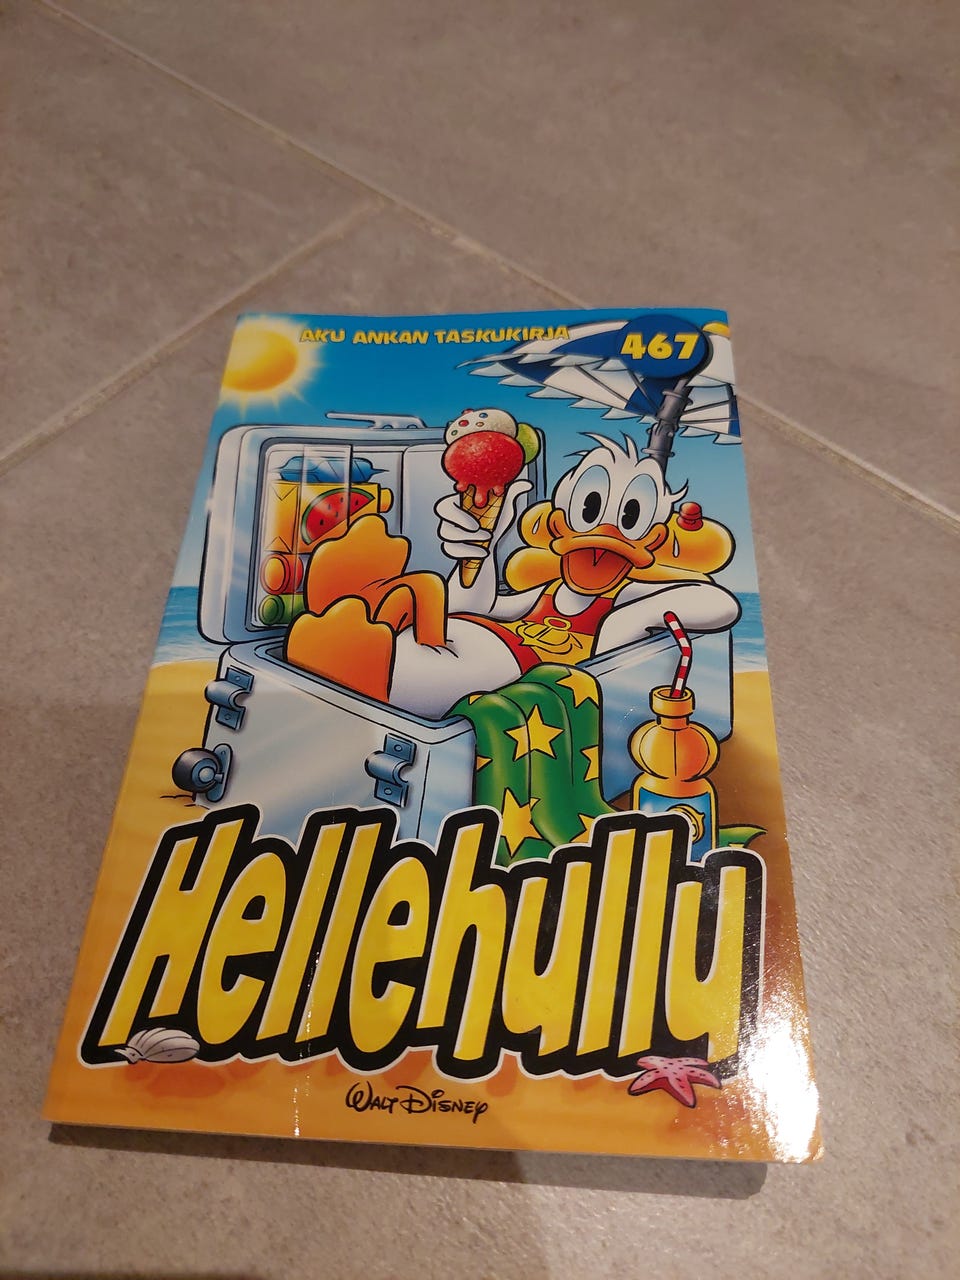 AKU ANKAN TASKUKIRJA
467
Hellehullu
WALT DISNEY